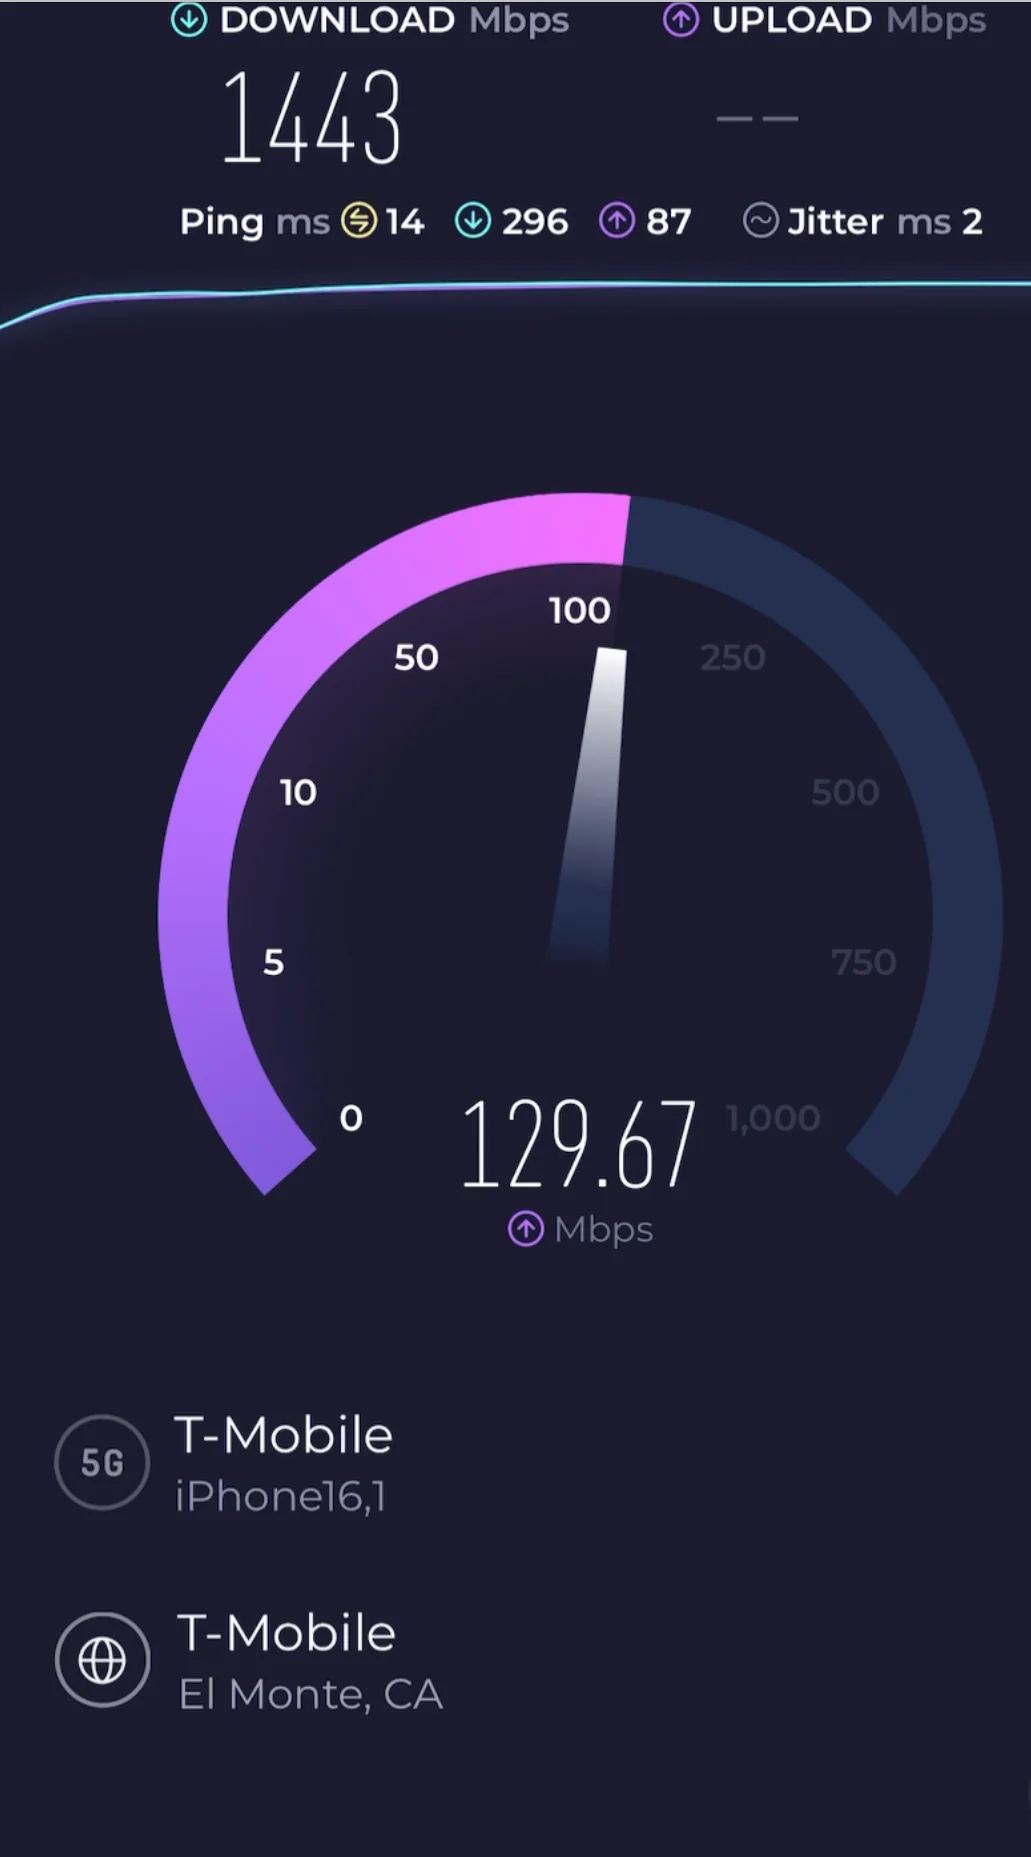 DOWNLOAD Mbps UPLOAD Mbps
1443 — —
Ping ms 14 296 87 Jitter ms 2
100
50 250
10 500
5 750
0 129.67 1,000
Mbps
5G T-Mobile
iPhone16,1
T-Mobile
El Monte, CA